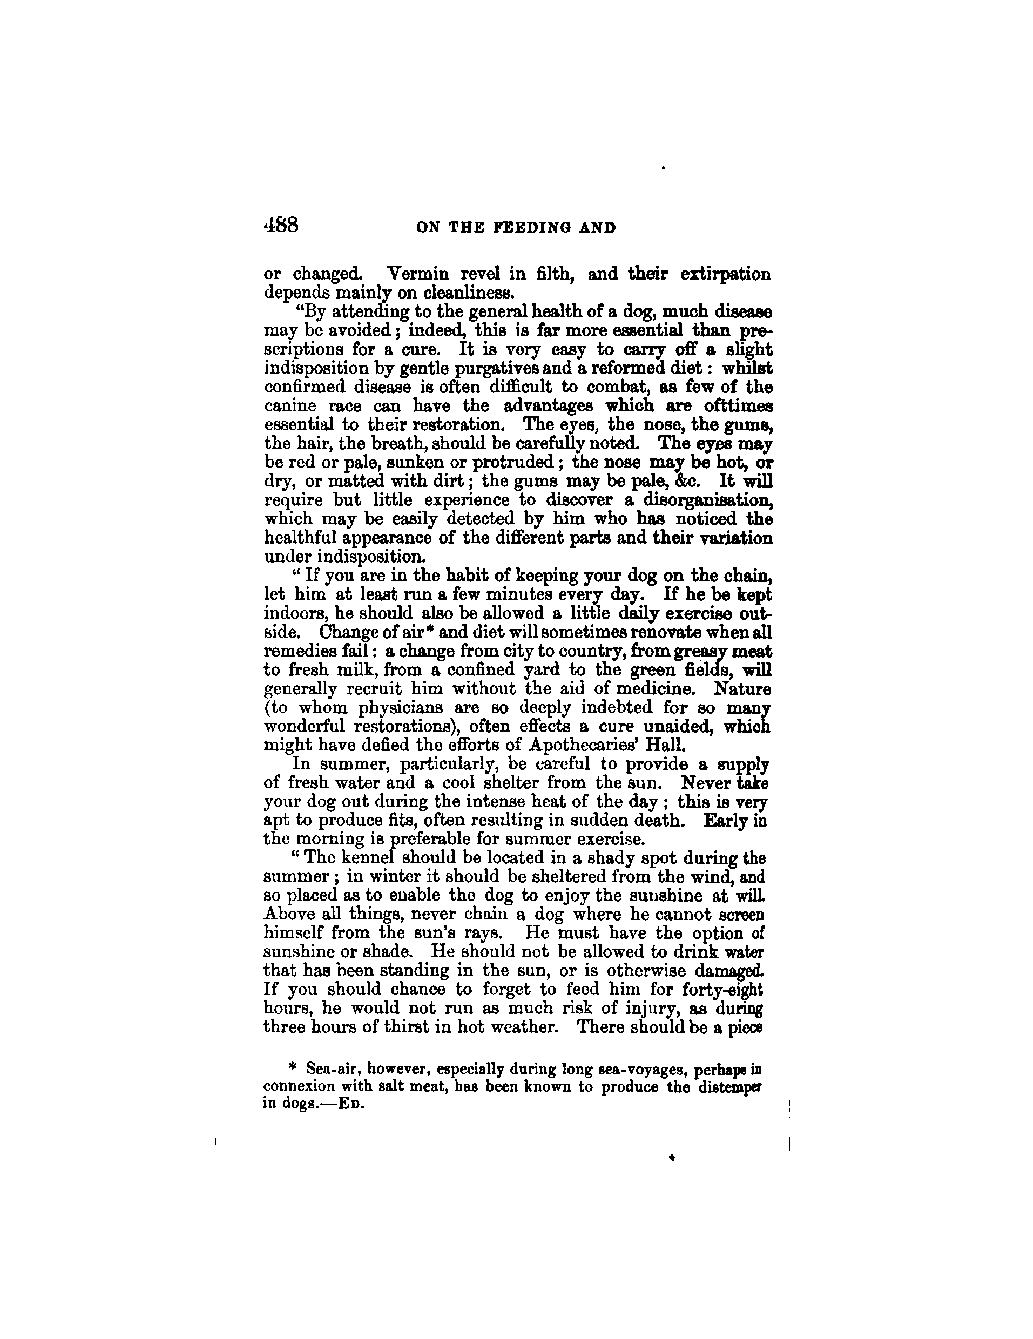 488 ON THE FEEDING AND
or changed. Vermin revel in filth, and their extirpation
depends mainly on cleanliness.
“By attending to the general health of a dog, much disease
may be avoided; indeed, this is far more essential than pre-
scriptions for a cure. It is very easy to carry off a slight
indisposition by gentle purgatives and a reformed diet: whilst
confirmed disease is often difficult to combat, as few of the
canine race can have the advantages which are ofttimes
essential to their restoration. The eyes, the nose, the gums,
the hair, the breath, should be carefully noted. The eyes may
be red or pale, sunken or protruded; the nose may be hot, or
dry, or matted with dirt; the gums may be pale, &c. It will
require but little experience to discover a disorganisation,
which may be easily detected by him who has noticed the
healthful appearance of the different parts and their variation
under indisposition.
“If you are in the habit of keeping your dog on the chain,
let him at least run a few minutes every day. If he be kept
indoors, he should also be allowed a little daily exercise out-
side. Change of air* and diet will sometimes renovate when all
remedies fail: a change from city to country, from greasy meat
to fresh milk, from a confined yard to the green fields, will
generally recruit him without the aid of medicine. Nature
(to whom physicians are so deeply indebted for so many
wonderful restorations), often effects a cure unaided, which
might have defied the efforts of Apothecaries' Hall.
In summer, particularly, be careful to provide a supply
of fresh water and a cool shelter from the sun. Never take
your dog out during the intense heat of the day; this is very
apt to produce fits, often resulting in sudden death. Early in
the morning is preferable for summer exercise.
“The kennel should be located in a shady spot during the
summer; in winter it should be sheltered from the wind, and
so placed as to enable the dog to enjoy the sunshine at will.
Above all things, never chain a dog where he cannot screen
himself from the sun's rays. He must have the option of
sunshine or shade. He should not be allowed to drink water
that has been standing in the sun, or is otherwise damaged.
If you should chance to forget to feed him for forty-eight
hours, he would not run as much risk of injury, as during
three hours of thirst in hot weather. There should be a piece
* Sea-air, however, especially during long sea-voyages, perhaps in
connexion with salt meat, has been known to produce the distemper
in dogs.—ED.